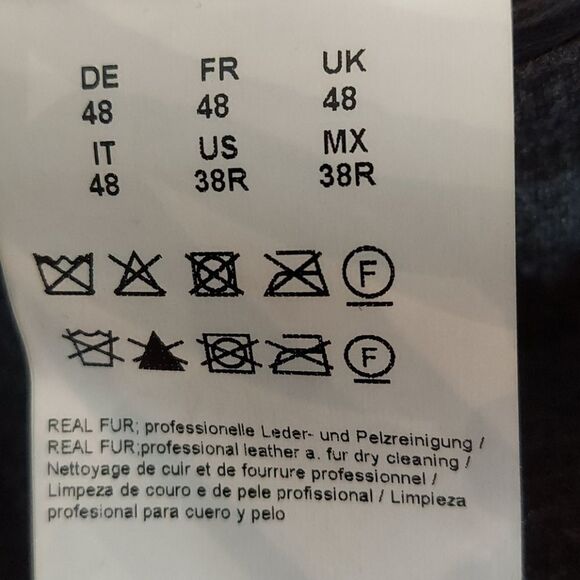 DE FR UK
48 48 48
IT US MX
48 38R 38R
F
F
REAL FUR; professionelle Leder- und Pelzreinigung /
REAL FUR;professional leather a. fur dry cleaning /
Nettoyage de cuir et de fourrure professionnel /
Limpeza de couro e de pele profissional / Limpieza
profesional para cuero y pelo